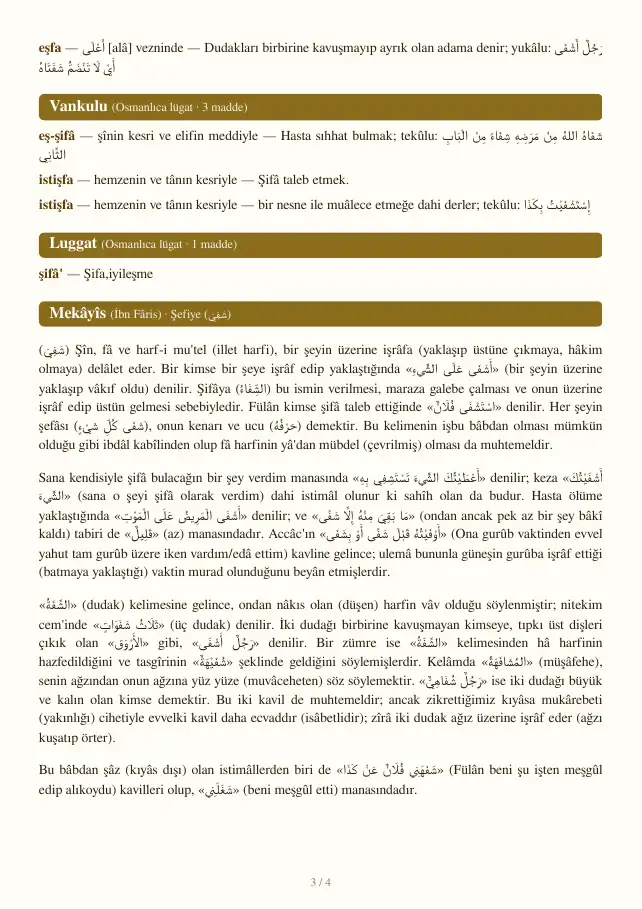 eşfa — أَعْلَى [alâ] vezninde — Dudakları birbirine kavuşmayıp ayrık olan adama denir; yukâlu: رَجُلٌ أَشْفَى
أَيْ لَا تَنْضَمُّ شَفَتَاهُ
Vankulu (Osmanlıca lügat · 3 madde)
eş-şifâ — şînin kesri ve elifin meddiyle — Hasta sıhhat bulmak; tekûlu: شَفَاهُ اللهُ مِنْ مَرَضِهِ شِفَاءً مِنْ الْبَابِ
الثَّانِي
istişfa — hemzenin ve tânın kesriyle — Şifâ taleb etmek.
istişfa — hemzenin ve tânın kesriyle — bir nesne ile muâlece etmeğe dahi derler; tekûlu: إِسْتَشْفَيْتُ بِكَذَا
Luggat (Osmanlıca lügat · 1 madde)
şifâ' — Şifa,iyileşme
Mekâyîs (İbn Fâris) · Şefiye (شَفِيَ)
(شَفِيَ) Şîn, fâ ve harf-i mu'tel (illet harfi), bir şeyin üzerine işrâfa (yaklaşıp üstüne çıkmaya, hâkim
olmaya) delâlet eder. Bir kimse bir şeye işrâf edip yaklaştığında «أَشْفَى عَلَى الشَّيءِ» (bir şeyin üzerine
yaklaşıp vâkıf oldu) denilir. Şifâya (الشِّفَاءُ) bu ismin verilmesi, maraza galebe çalması ve onun üzerine
işrâf edip üstün gelmesi sebebiyledir. Fülân kimse şifâ taleb ettiğinde «اسْتَشْفَى فُلَانٌ» denilir. Her şeyin
şefâsı (شَفَى كُلِّ شَيْءٍ), onun kenarı ve ucu (حَرْفُهُ) demektir. Bu kelimenin işbu bâbdan olması mümkün
olduğu gibi ibdâl kabîlinden olup fâ harfinin yâ'dan mübdel (çevrilmiş) olması da muhtemeldir.
Sana kendisiyle şifâ bulacağın bir şey verdim manasında «أَعْطَيْتُكَ الشَّيءَ تَسْتَشْفِي بِهِ» denilir; keza «أَشْفَيْتُكَ
الشَّيءَ» (sana o şeyi şifâ olarak verdim) dahi istimâl olunur ki sahîh olan da budur. Hasta ölüme
yaklaştığında «أَشْفَى الْمَرِيضُ عَلَى الْمَوْتِ» denilir; ve «مَا بَقِيَ مِنْهُ إِلَّا شَفًى» (ondan ancak pek az bir şey bâkî
kaldı) tabiri de «قَلِيلٌ» (az) manasındadır. Accâc'ın «أَوْفَيْتُهُ قَبْلَ شَفًى أَوْ بِشَفَى» (Ona gurûb vaktinden evvel
yahut tam gurûb üzere iken vardım/edâ ettim) kavline gelince; ulemâ bununla güneşin gurûba işrâf ettiği
(batmaya yaklaştığı) vaktin murad olunduğunu beyân etmişlerdir.
«الشَّفَةُ» (dudak) kelimesine gelince, ondan nâkıs olan (düşen) harfin vâv olduğu söylenmiştir; nitekim
cem'inde «ثَلَاثُ شَفَوَاتٍ» (üç dudak) denilir. İki dudağı birbirine kavuşmayan kimseye, tıpkı üst dişleri
çıkık olan «الْأَرْوَق» gibi, «رَجُلٌ أَشْفَى» denilir. Bir zümre ise «الشَّفَةُ» kelimesinden hâ harfinin
hazfedildiğini ve tasgîrinin «شُفَيْهَةٌ» şeklinde geldiğini söylemişlerdir. Kelâmda «الْمُشَافَهَةُ» (müşâfehe),
senin ağzından onun ağzına yüz yüze (muvâceheten) söz söylemektir. «رَجُلٌ شُفَاهِيٌّ» ise iki dudağı büyük
ve kalın olan kimse demektir. Bu iki kavil de muhtemeldir; ancak zikrettiğimiz kıyâsa mukârebeti
(yakınlığı) cihetiyle evvelki kavil daha ecvaddır (isâbetlidir); zîrâ iki dudak ağız üzerine işrâf eder (ağzı
kuşatıp örter).
Bu bâbdan şâz (kıyâs dışı) olan istimâllerden biri de «شَفَهَنِي فُلَانٌ عَنْ كَذَا» (Fülân beni şu işten meşgûl
edip alıkoydu) kavilleri olup, «شَغَلَنِي» (beni meşgûl etti) manasındadır.
3 / 4